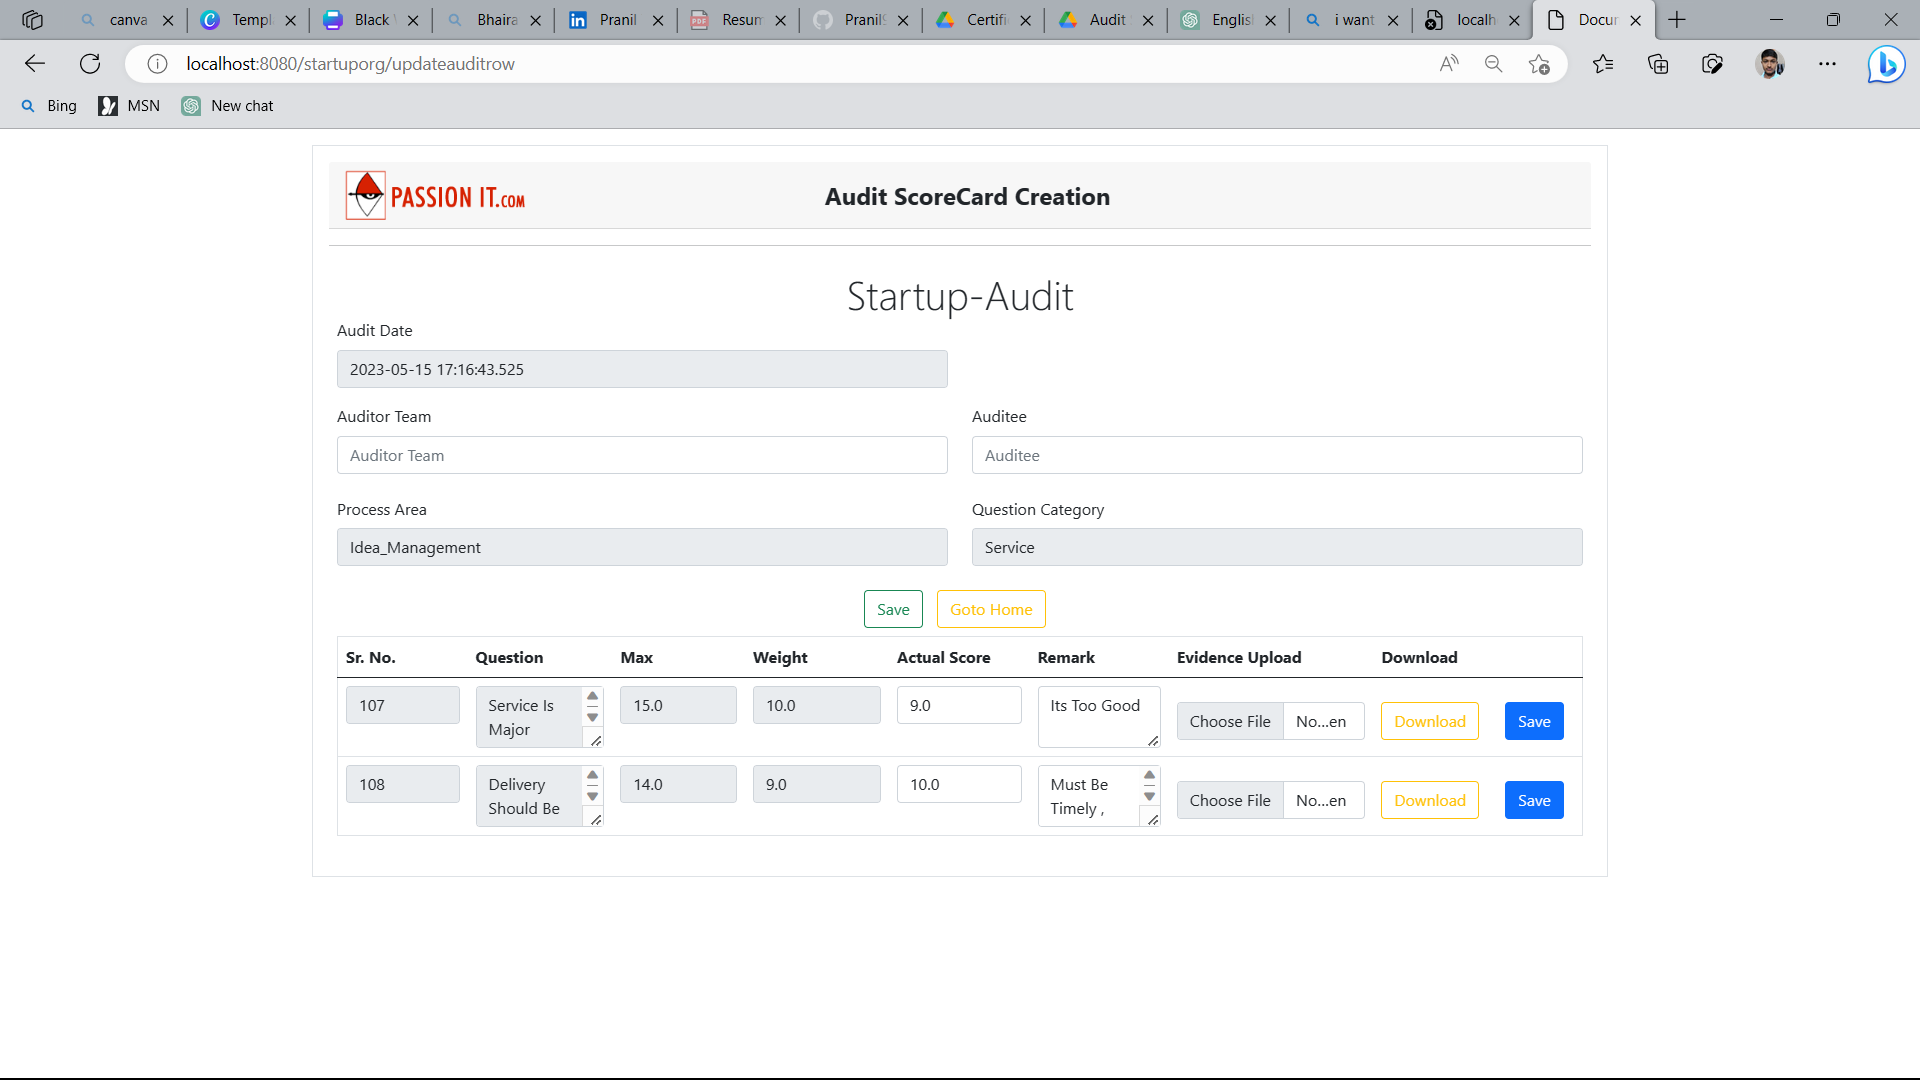 canva
Templ
Black
Bhaira
Pranil
Resum
Pranil
Certifi
Audit
Englis
i want
localh
Docur
localhost:8080/startuporg/updateauditrow
Bing
MSN
New chat
PASSION IT.COM
Audit ScoreCard Creation
Startup-Audit
Audit Date
2023-05-15 17:16:43.525
Auditor Team
Auditee
Auditor Team
Auditee
Process Area
Question Category
Idea_Management
Service
Save
Goto Home
Sr. No. Question Max Weight Actual Score Remark Evidence Upload Download
107 Service Is 15.0 10.0 9.0 Its Too Good Choose File No...en Download Save
Major
108 Delivery 14.0 9.0 10.0 Must Be Choose File No...en Download Save
Should Be Timely ,